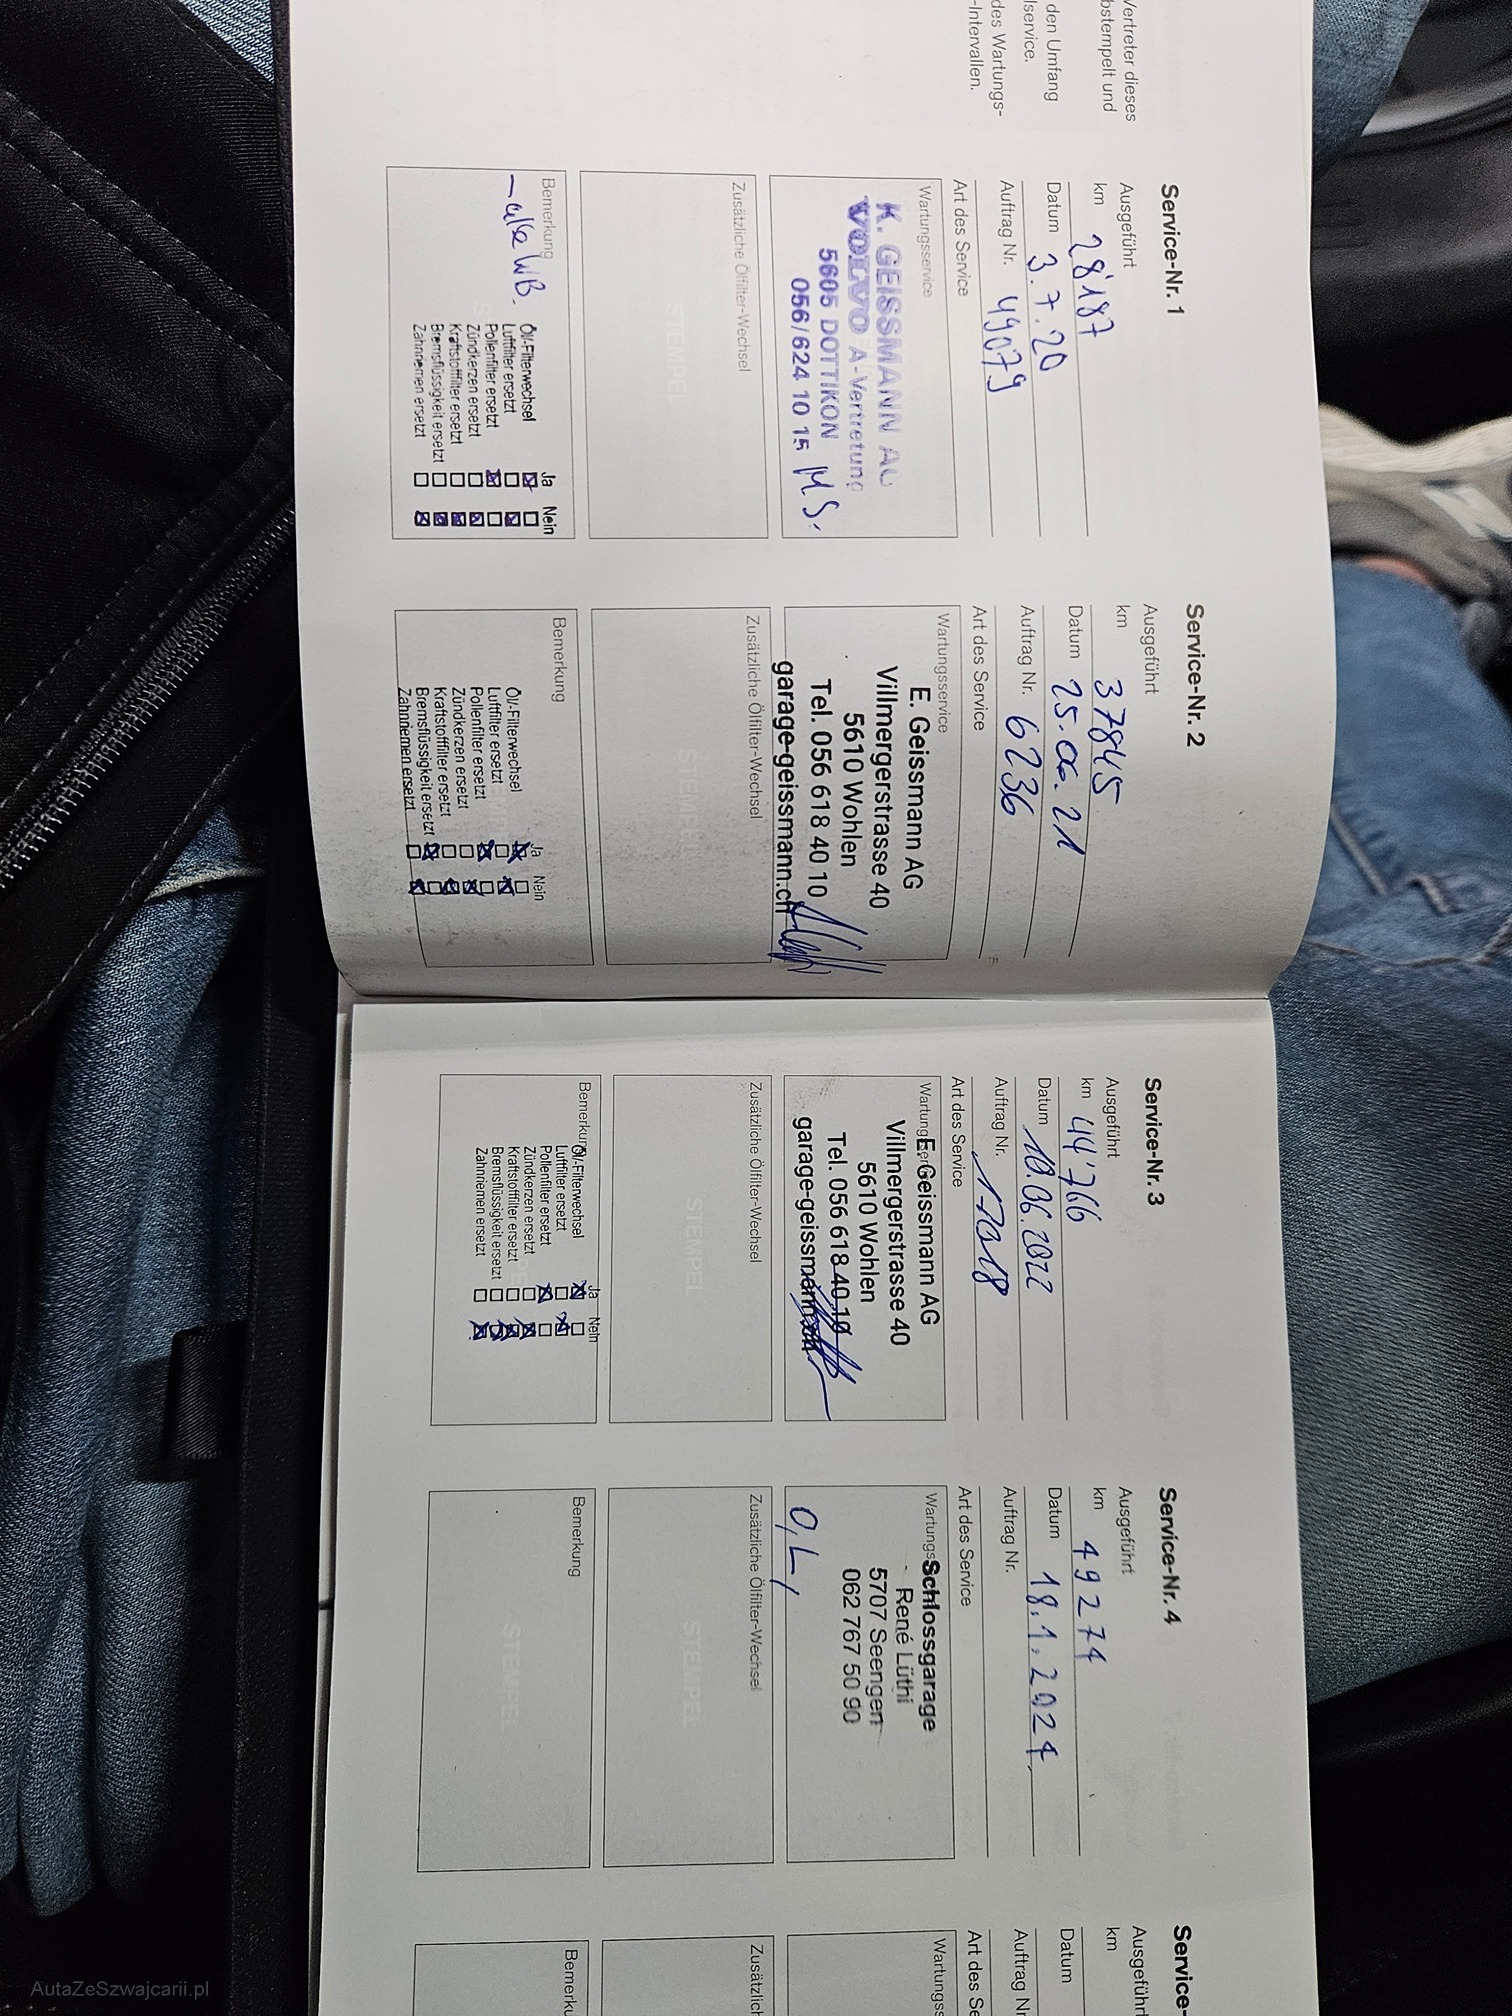 Vertreter dieses
bstempelt und
den Umfang
lservice.
des Wartungs-
-Intervallen.
Service-Nr. 1
Ausgeführt
km 28'187
Datum 3.7.20
Auftrag Nr. 49079
Art des Service
Wartungsservice
K. GEISSMANN AG
VOLVO A-Vertretung
5605 DOTTIKON
056/624 10 15 M.S.
Zusätzliche Ölfilter-Wechsel
STEMPEL
Bemerkung
Ja Nein
Öl-/Filterwechsel
Luftfilter ersetzt
Pollenfilter ersetzt
Zündkerzen ersetzt
Kraftstofffilter ersetzt
Bremsflüssigkeit ersetzt
Zahnriemen ersetzt
Service-Nr. 2
Ausgeführt
km 37845
Datum 25.06.21
Auftrag Nr. 6236
Art des Service
Wartungsservice
E. Geissmann AG
Villmergerstrasse 40
5610 Wohlen
Tel. 056 618 40 10
garage-geissmann.ch
Zusätzliche Ölfilter-Wechsel
STEMPEL
Bemerkung
Ja Nein
Öl-/Filterwechsel
Luftfilter ersetzt
Pollenfilter ersetzt
Zündkerzen ersetzt
Kraftstofffilter ersetzt
Bremsflüssigkeit ersetzt
Zahnriemen ersetzt
Service-Nr. 3
Ausgeführt
km 44'766
Datum 10.06.2022
Auftrag Nr. 17018
Art des Service
E. Geissmann AG
Villmergerstrasse 40
5610 Wohlen
Tel. 056 618 40 10
garage-geissmann.ch
Zusätzliche Ölfilter-Wechsel
STEMPEL
Bemerkung
Ja Nein
Öl-/Filterwechsel
Luftfilter ersetzt
Pollenfilter ersetzt
Zündkerzen ersetzt
Kraftstofffilter ersetzt
Bremsflüssigkeit ersetzt
Zahnriemen ersetzt
Service-Nr. 4
Ausgeführt
km 49274
Datum 18.1.2024
Auftrag Nr.
Art des Service
Schlossgarage
René Lüthi
5707 Seengen
062 767 50 90
O, L,
Zusätzliche Ölfilter-Wechsel
STEMPEL
Bemerkung
STEMPEL
Service-
Ausgeführt
km
Datum
Auftrag Nr
Art des Se
Wartungss
Zusätzlich
Bemerku
AutaZeSzwajcarii.pl